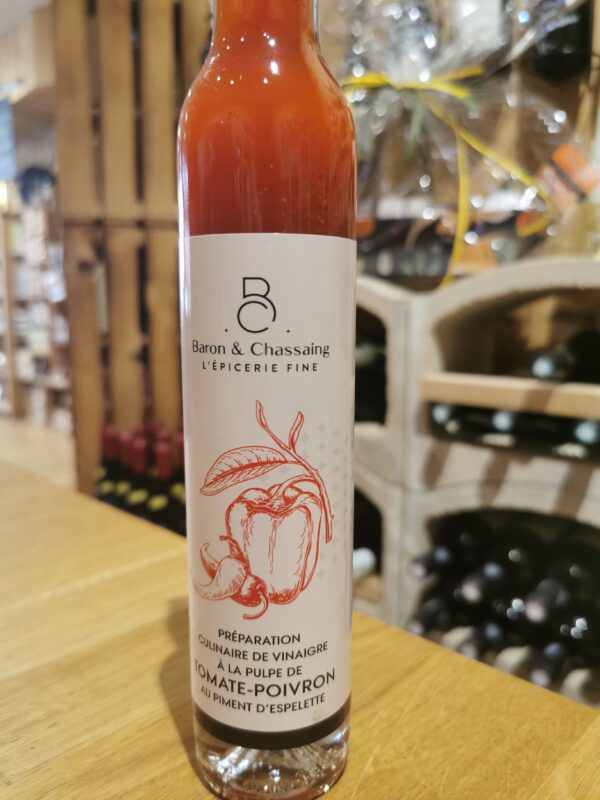 BC
Baron & Chassaing
L'ÉPICERIE FINE
PRÉPARATION
CULINAIRE DE VINAIGRE
À LA PULPE DE
TOMATE-POIVRON
AU PIMENT D'ESPELETTE